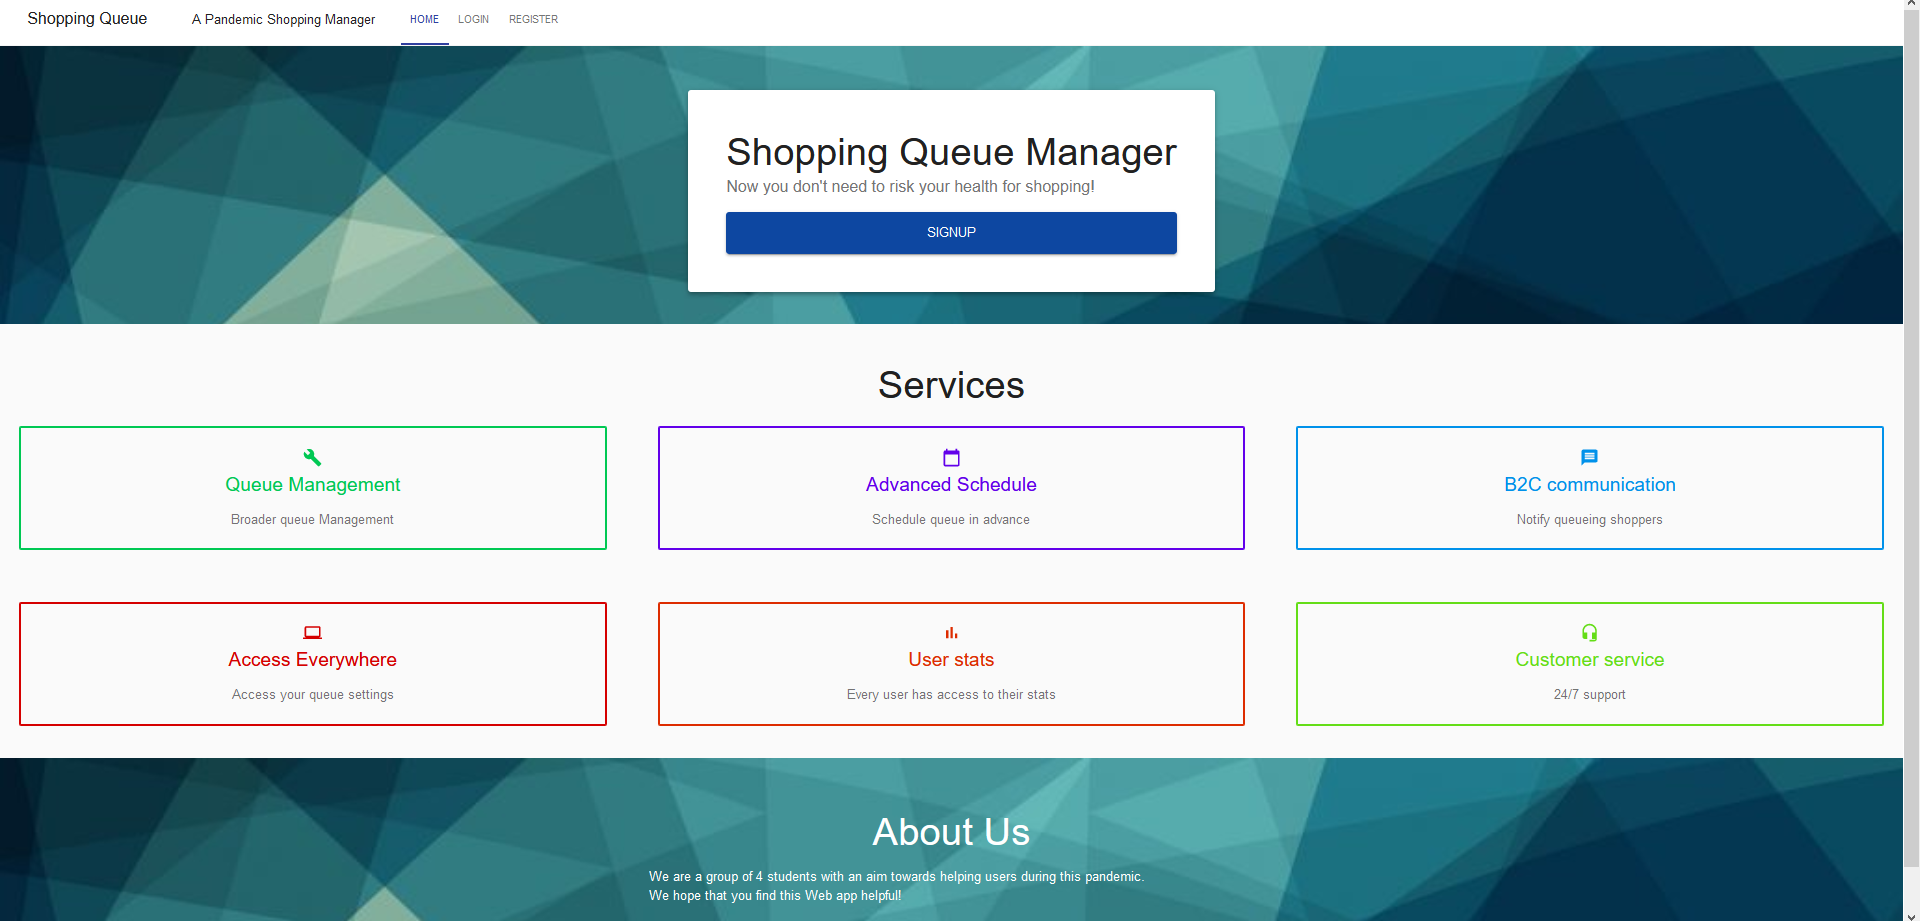 Shopping Queue
A Pandemic Shopping Manager
HOME
LOGIN
REGISTER
Shopping Queue Manager
Now you don't need to risk your health for shopping!
SIGNUP
Services
Queue Management
Broader queue Management
Advanced Schedule
Schedule queue in advance
B2C communication
Notify queueing shoppers
Access Everywhere
Access your queue settings
User stats
Every user has access to their stats
Customer service
24/7 support
About Us
We are a group of 4 students with an aim towards helping users during this pandemic.
We hope that you find this Web app helpful!